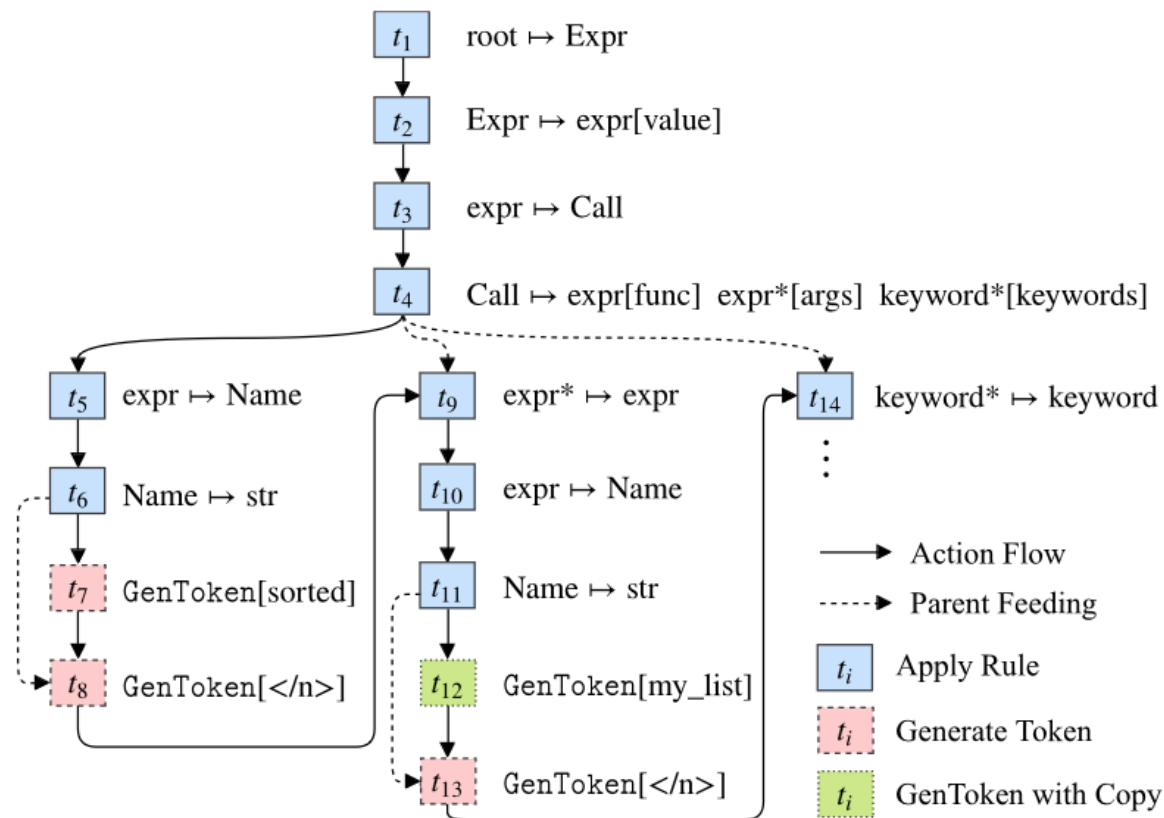 t1 root ↦ Expr
t2 Expr ↦ expr[value]
t3 expr ↦ Call
t4 Call ↦ expr[func] expr*[args] keyword*[keywords]
t5 expr ↦ Name
t6 Name ↦ str
t7 GenToken[sorted]
t8 GenToken[</n>]
t9 expr* ↦ expr
t10 expr ↦ Name
t11 Name ↦ str
t12 GenToken[my_list]
t13 GenToken[</n>]
t14 keyword* ↦ keyword
⋮
Action Flow
Parent Feeding
ti Apply Rule
ti Generate Token
ti GenToken with Copy